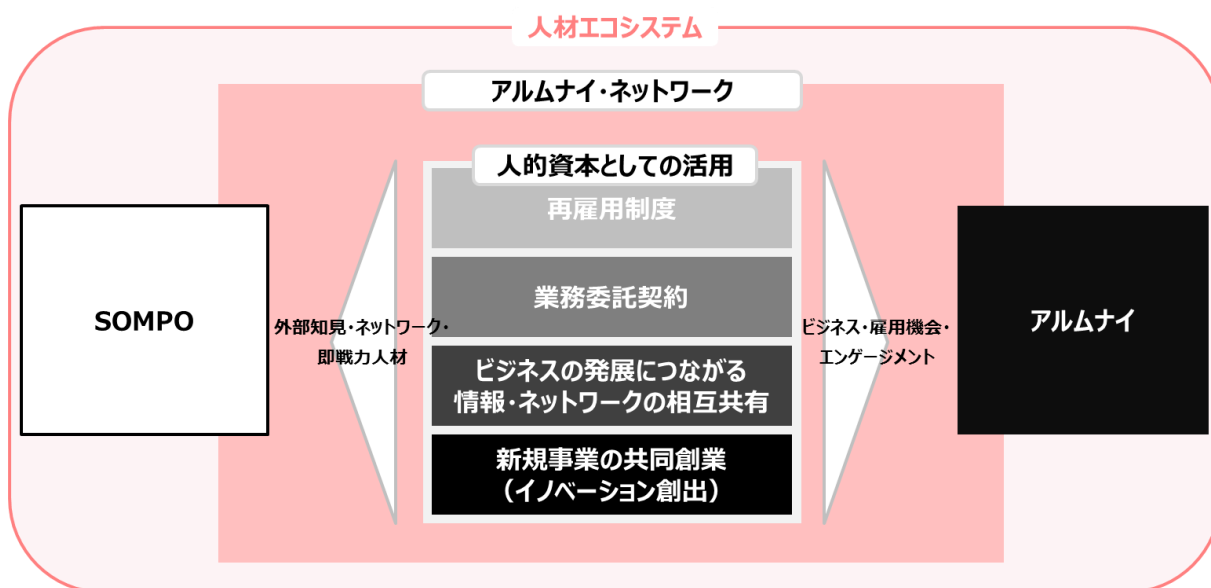 人材エコシステム
アルムナイ・ネットワーク
人的資本としての活用
再雇用制度
業務委託契約
ビジネスの発展につながる
情報・ネットワークの相互共有
新規事業の共同創業
（イノベーション創出）
SOMPO
外部知見・ネットワーク・
即戦力人材
ビジネス・雇用機会・
エンゲージメント
アルムナイ